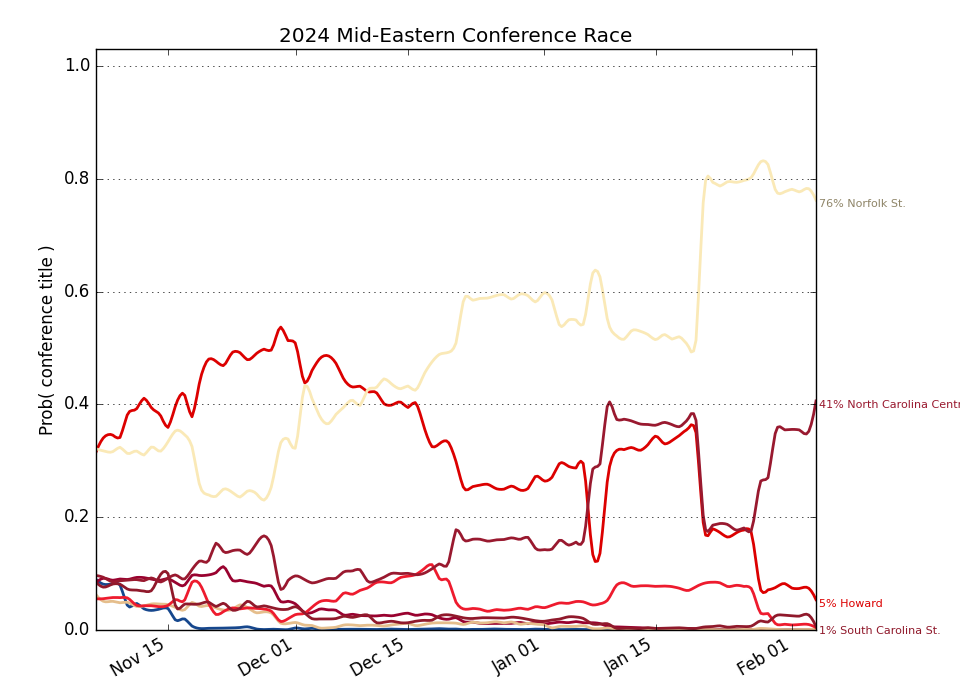 2024 Mid-Eastern Conference Race
1.0
0.8
0.6
0.4
0.2
0.0
Prob( conference title )
76% Norfolk St.
41% North Carolina Centr
5% Howard
1% South Carolina St.
Nov 15
Dec 01
Dec 15
Jan 01
Jan 15
Feb 01